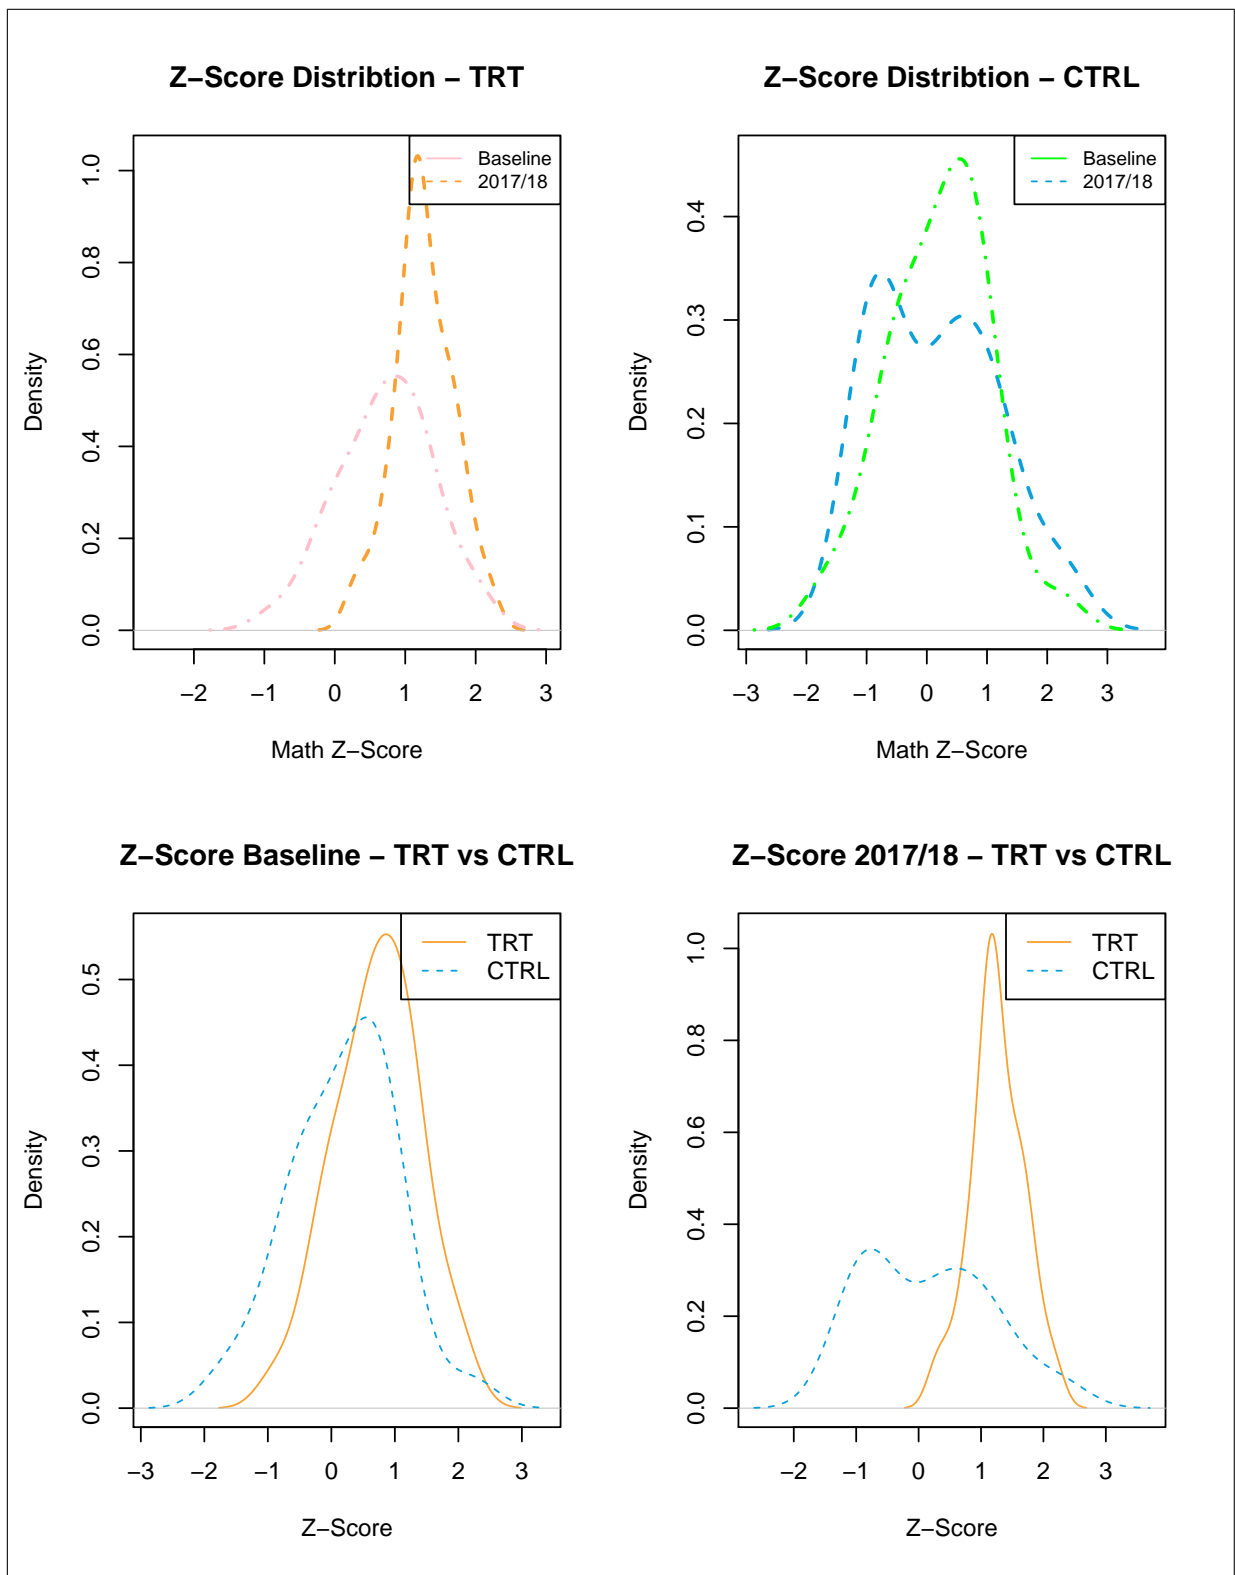 Z−Score Distribtion − TRT
Baseline
2017/18
Density
0.0 0.2 0.4 0.6 0.8 1.0
−2 −1 0 1 2 3
Math Z−Score
Z−Score Distribtion − CTRL
Baseline
2017/18
Density
0.0 0.1 0.2 0.3 0.4
−3 −2 −1 0 1 2 3
Math Z−Score
Z−Score Baseline − TRT vs CTRL
TRT
CTRL
Density
0.0 0.1 0.2 0.3 0.4 0.5
−3 −2 −1 0 1 2 3
Z−Score
Z−Score 2017/18 − TRT vs CTRL
TRT
CTRL
Density
0.0 0.2 0.4 0.6 0.8 1.0
−2 −1 0 1 2 3
Z−Score